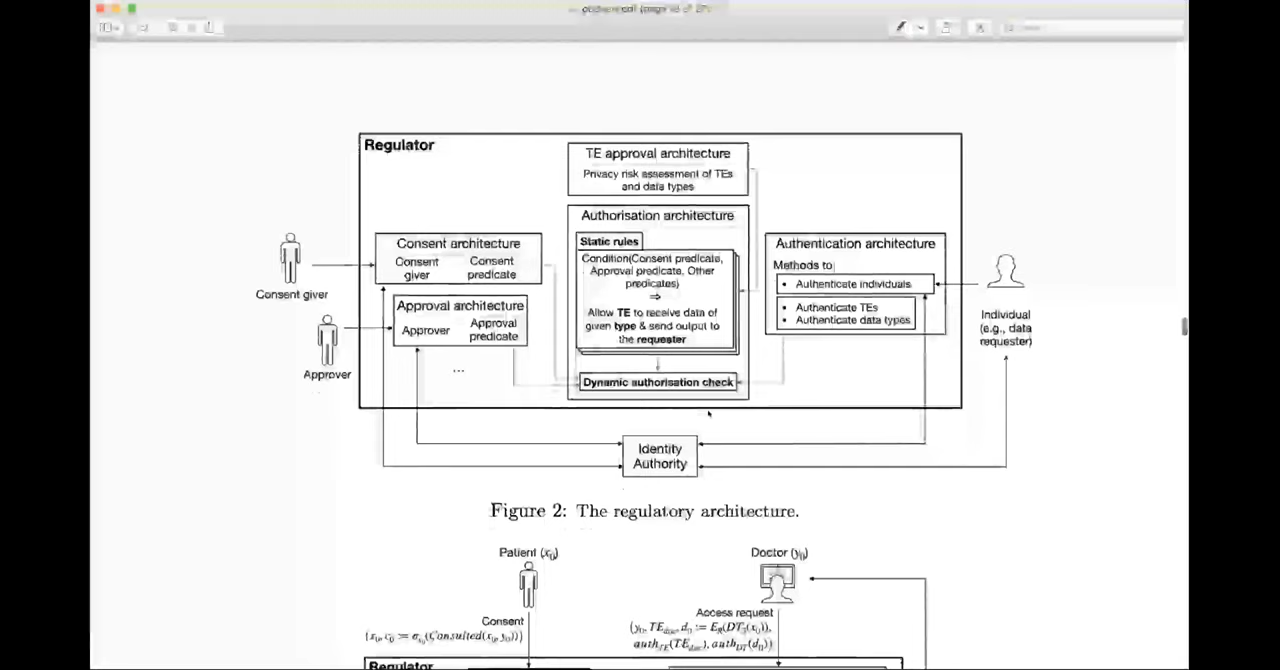 Regulator
TE approval architecture
Privacy risk assessment of TEs
and data types
Authorisation architecture
Static rules
Condition(Consent predicate,
Approval predicate, Other
predicates)
⇒
Allow TE to receive data of
given type & send output to
the requester
Dynamic authorisation check
Consent architecture
Consent giver
Consent predicate
Approval architecture
Approver
Approval predicate
...
Authentication architecture
Methods to
• Authenticate individuals
• Authenticate TEs
• Authenticate data types
Consent giver
Approver
Individual
(e.g., data
requester)
Identity
Authority
Figure 2: The regulatory architecture.
Patient (x₀)
Doctor (y₀)
Consent
Access request
Regulator